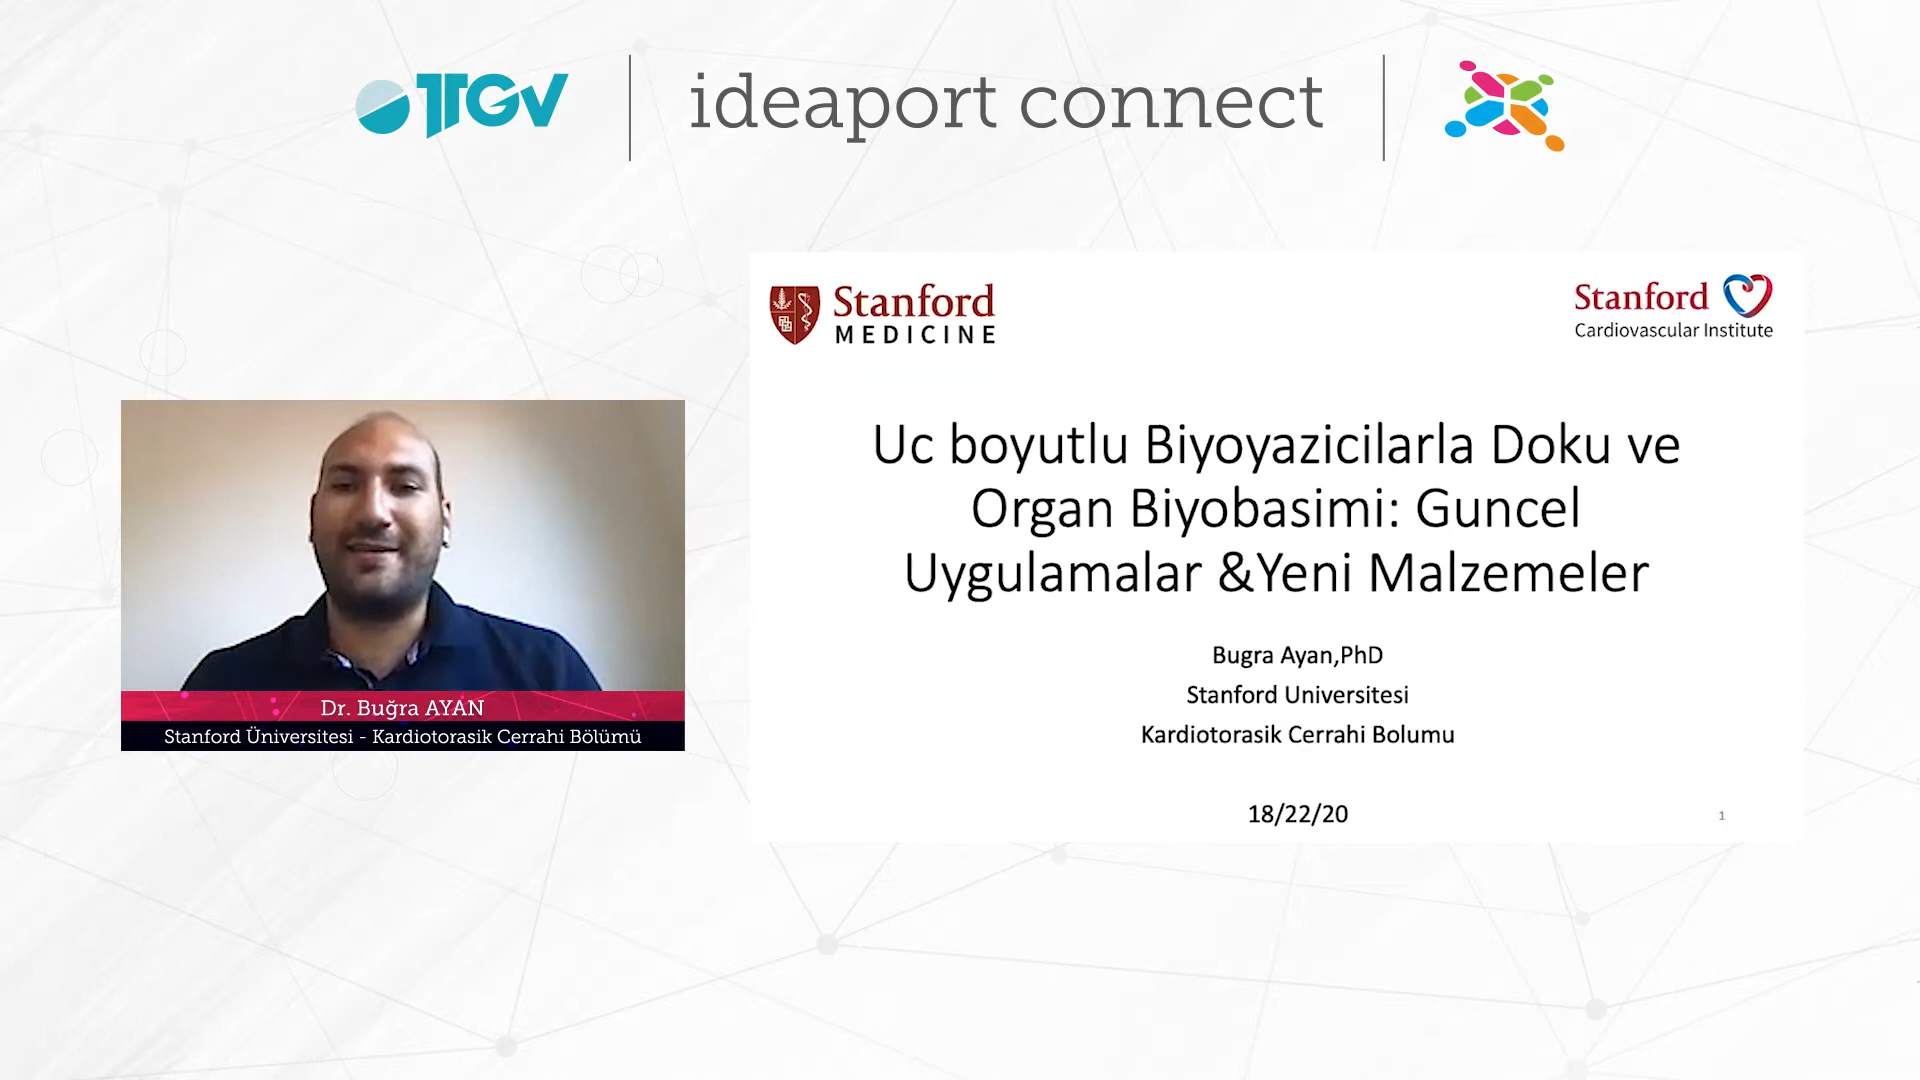 TTGV
ideaport connect
Stanford
MEDICINE
Stanford
Cardiovascular Institute
Uc boyutlu Biyoyazicilarla Doku ve
Organ Biyobasimi: Guncel
Uygulamalar &Yeni Malzemeler
Bugra Ayan,PhD
Stanford Universitesi
Kardiotorasik Cerrahi Bolumu
18/22/20
1
Dr. Buğra AYAN
Stanford Üniversitesi - Kardiotorasik Cerrahi Bölümü